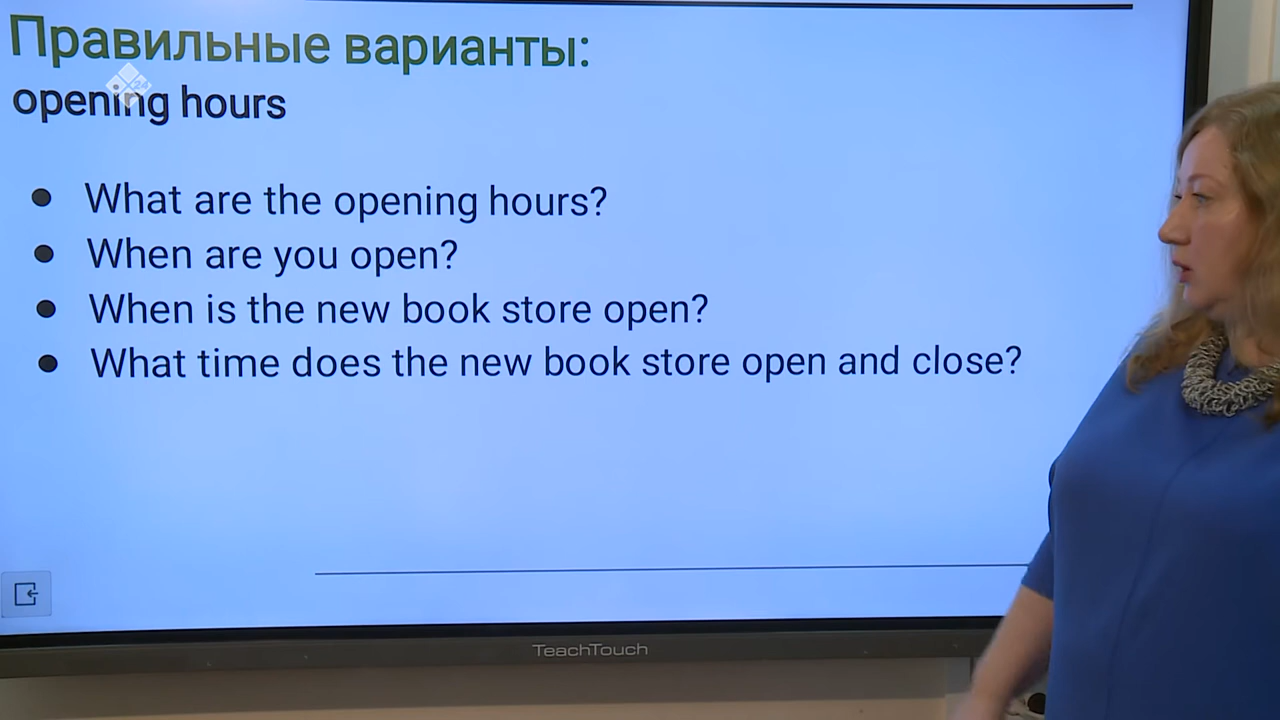 Правильные варианты:
opening hours
What are the opening hours?
When are you open?
When is the new book store open?
What time does the new book store open and close?
TeachTouch